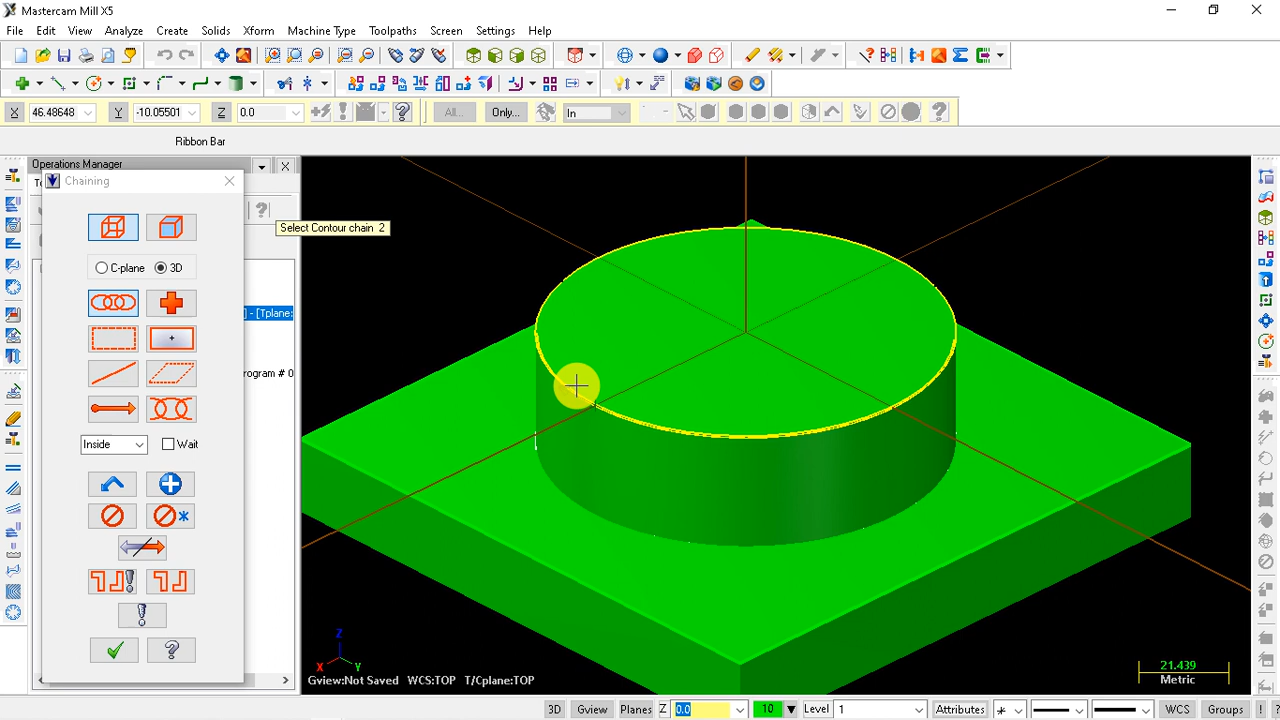 Mastercam Mill X5
File Edit View Analyze Create Solids Xform Machine Type Toolpaths Screen Settings Help
X 46.48648 Y -10.05501 Z 0.0 All... Only... In
Ribbon Bar
Operations Manager
Chaining
Select Contour chain 2
C-plane 3D
] - [Tplane:
rogram # 0
Inside Wait
Z
X Y
Gview:Not Saved WCS:TOP T/Cplane:TOP
21.439
Metric
3D Gview Planes Z 0.0 10 Level 1 Attributes WCS Groups